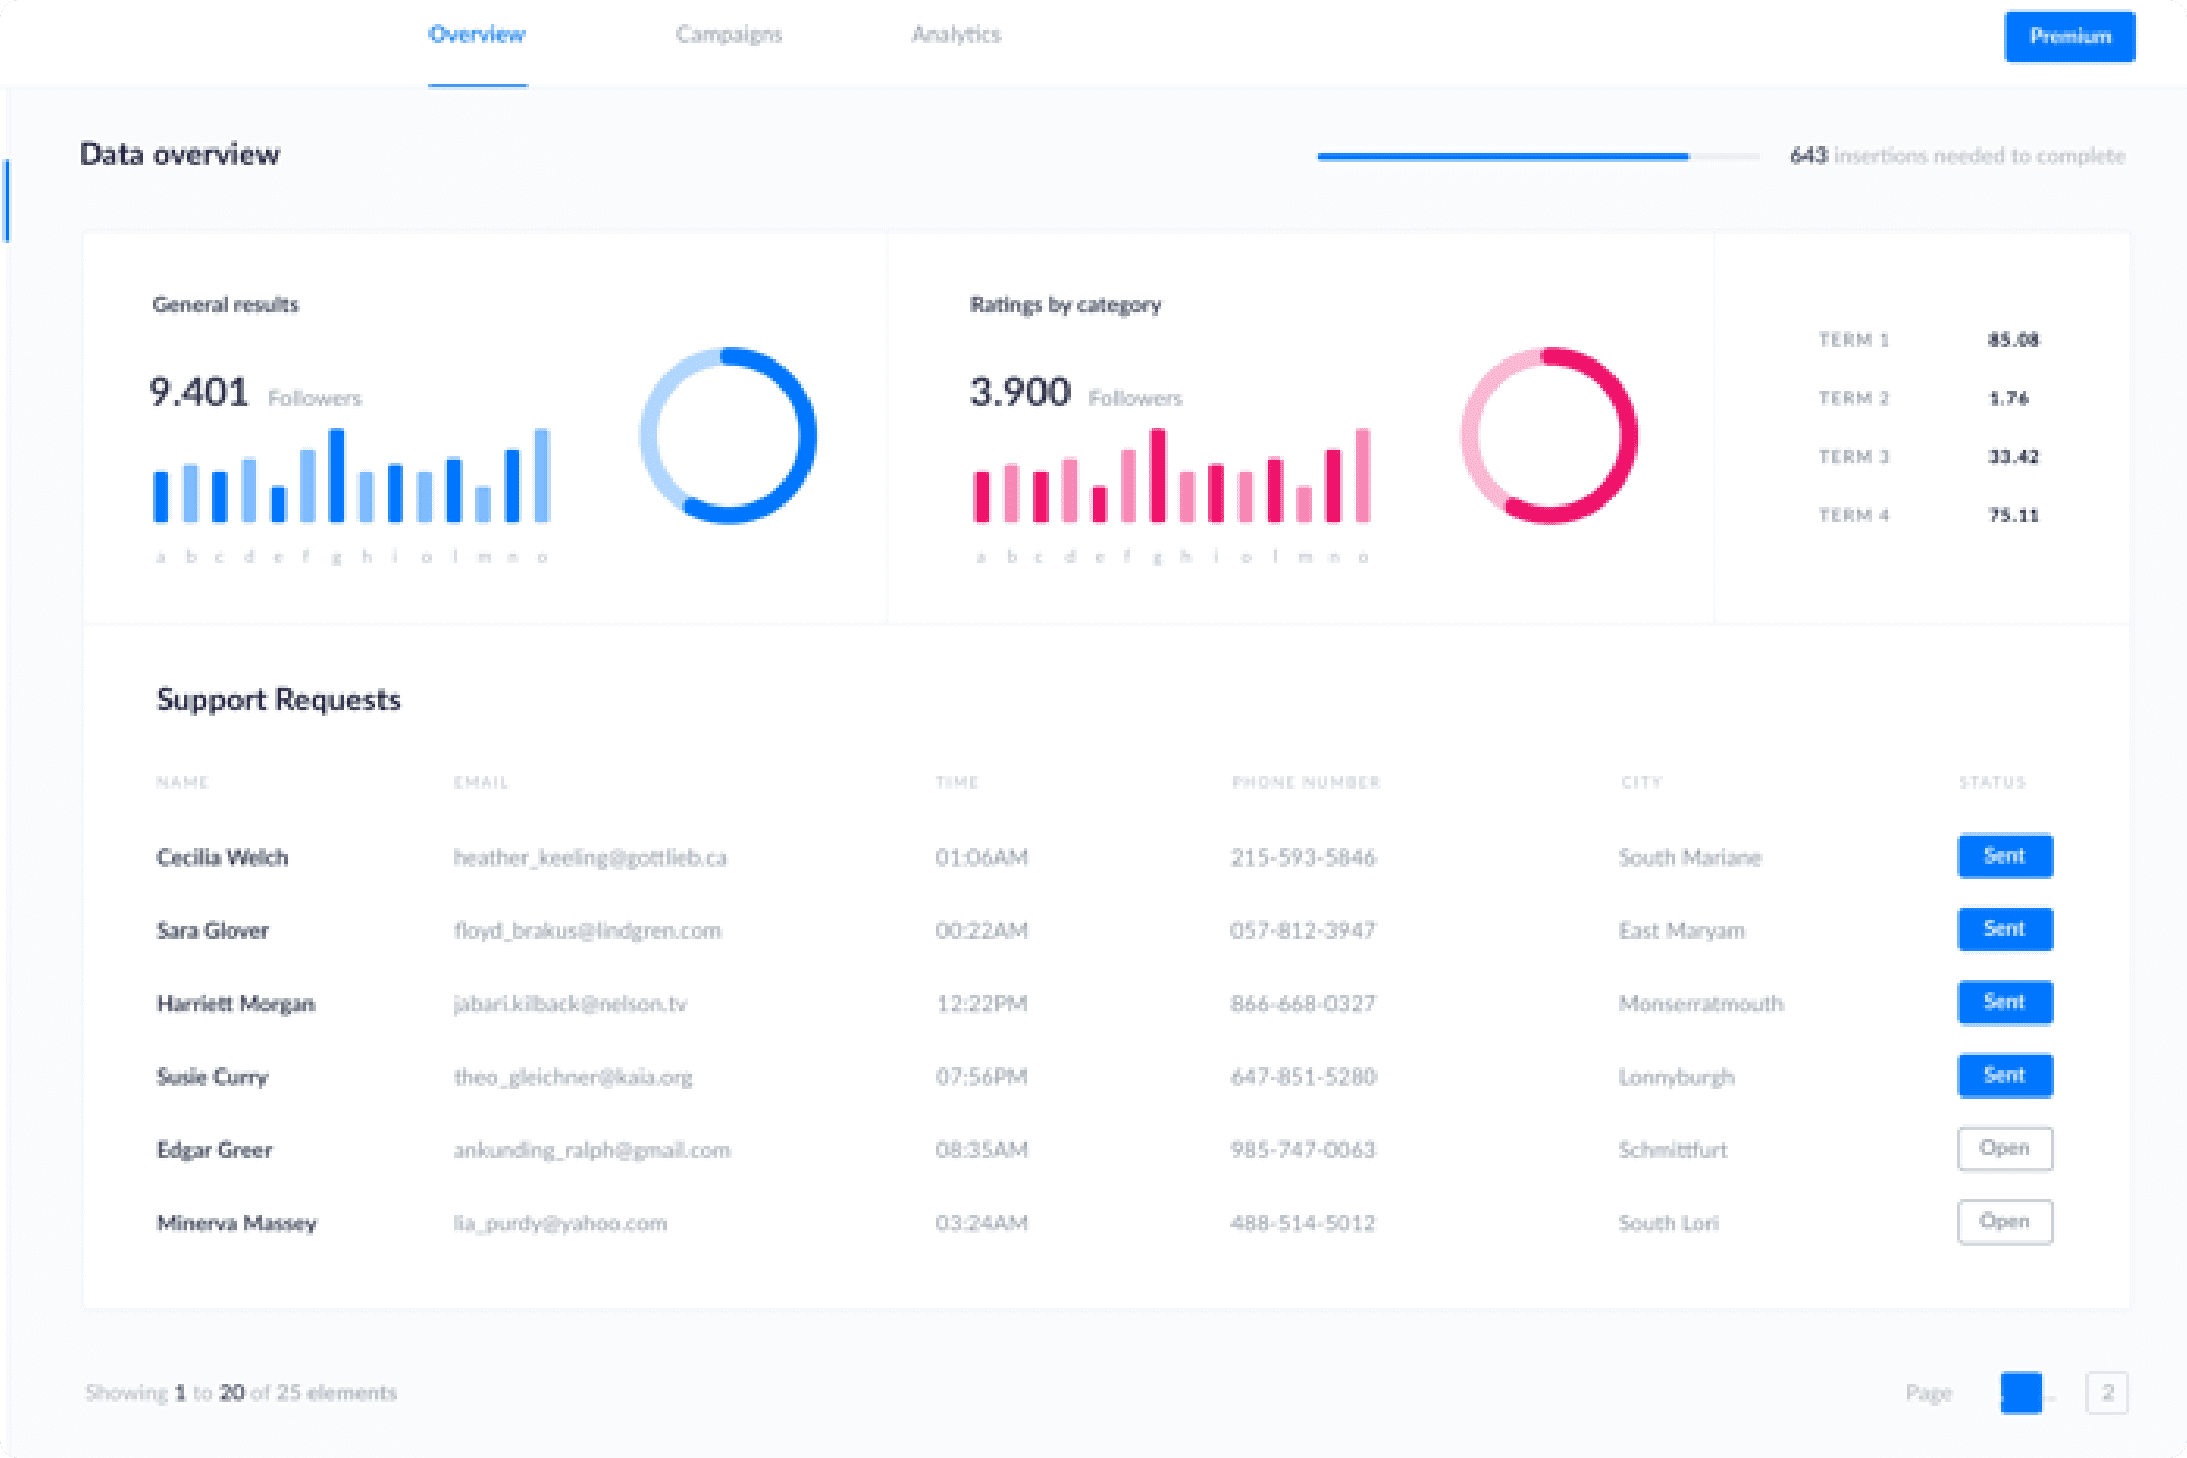 Overview Campaigns Analytics Premium
Data overview 643 insertions needed to complete
General results Ratings by category
TERM 1 85.08
9.401 Followers 3.900 Followers TERM 2 1.76
TERM 3 33.42
TERM 4 75.11
a b c d e f g h i o l m n o a b c d e f g h i o l m n o
Support Requests
NAME EMAIL TIME PHONE NUMBER CITY STATUS
Cecilia Welch heather_keeling@gottlieb.ca 01:06AM 215-593-5846 South Mariane Sent
Sara Glover floyd_brakus@lindgren.com 00:22AM 057-812-3947 East Maryam Sent
Harriett Morgan jabari.kilback@nelson.tv 12:22PM 866-668-0327 Monserratmouth Sent
Susie Curry theo_gleichner@kaia.org 07:56PM 647-851-5280 Lonnyburgh Sent
Edgar Greer ankunding_ralph@gmail.com 08:35AM 985-747-0063 Schmittfurt Open
Minerva Massey lia_purdy@yahoo.com 03:24AM 488-514-5012 South Lori Open
Showing 1 to 20 of 25 elements Page 2